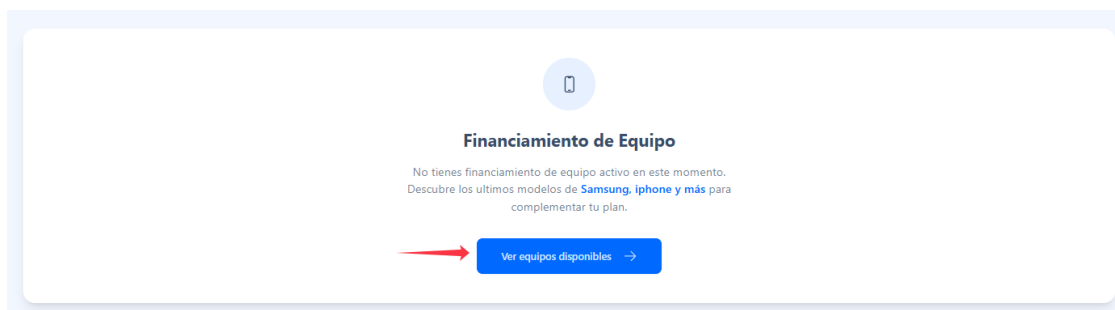 Financiamiento de Equipo
No tienes financiamiento de equipo activo en este momento.
Descubre los ultimos modelos de Samsung, iphone y más para
complementar tu plan.
Ver equipos disponibles